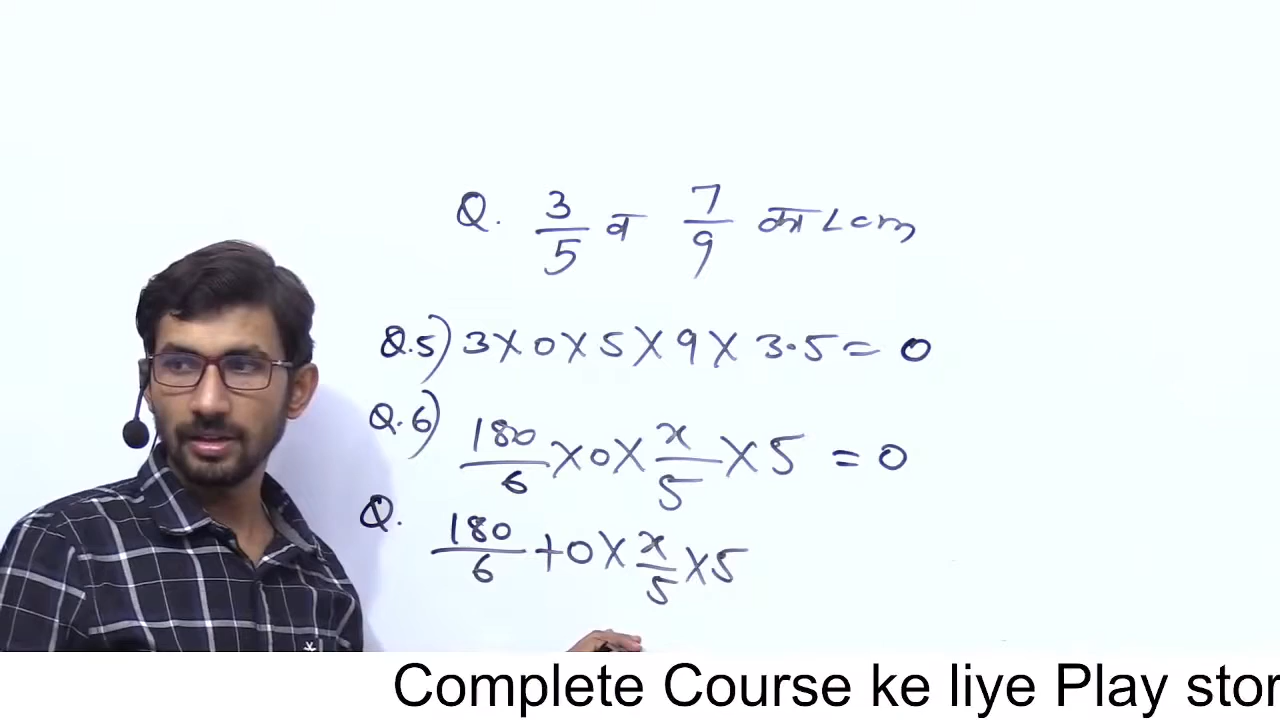 Q. 3/5 व 7/9 का Lcm
Q.5) 3×0×5×9×3.5=0
Q.6) 180/6×0×x/5×5=0
Q. 180/6+0×x/5×5
Complete Course ke liye Play stor